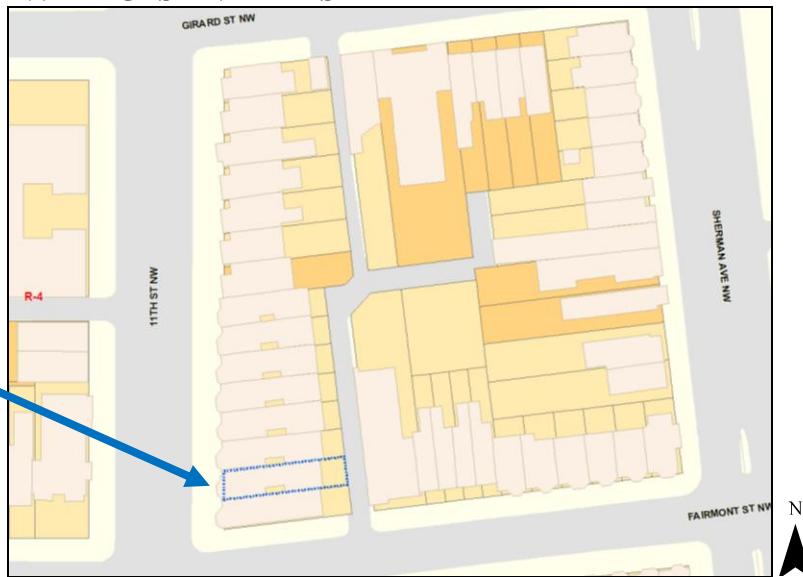 GIRARD ST NW
SHERMAN AVE NW
11TH ST NW
R-4
FAIRMONT ST NW
N